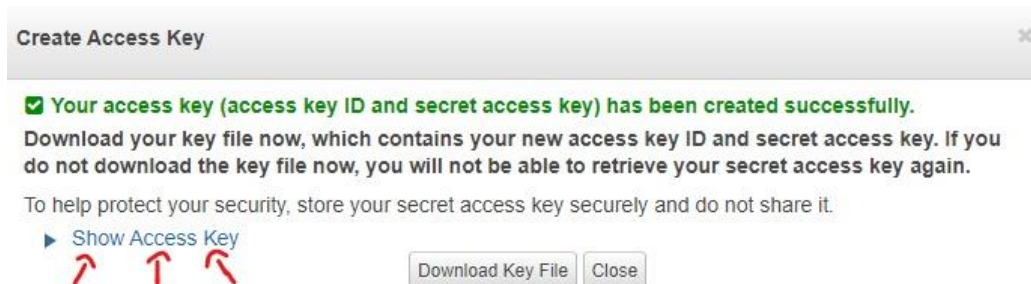 Create Access Key
Your access key (access key ID and secret access key) has been created successfully.
Download your key file now, which contains your new access key ID and secret access key. If you
do not download the key file now, you will not be able to retrieve your secret access key again.
To help protect your security, store your secret access key securely and do not share it.
Show Access Key
Download Key File Close